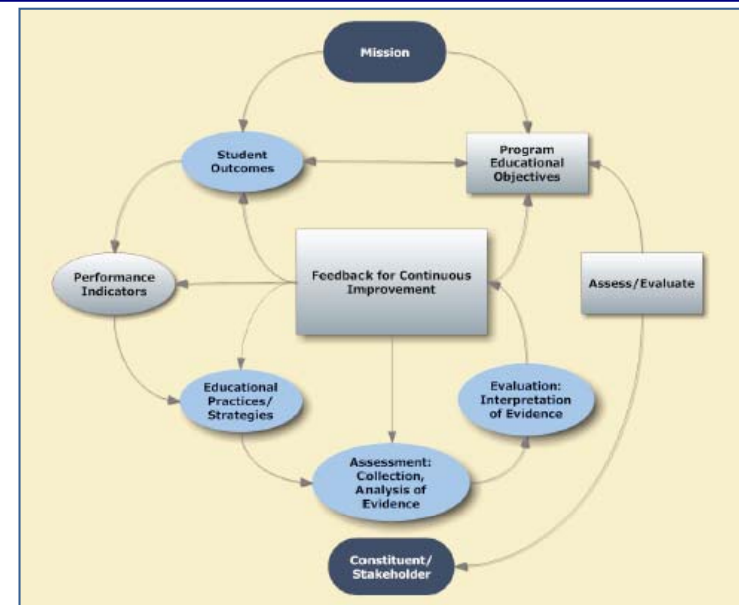 Mission
Student
Outcomes
Program
Educational
Objectives
Performance
Indicators
Feedback for Continuous
Improvement
Assess/Evaluate
Educational
Practices/
Strategies
Evaluation:
Interpretation
of Evidence
Assessment:
Collection,
Analysis of
Evidence
Constituent/
Stakeholder